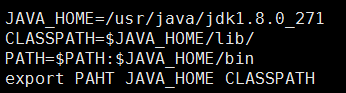 JAVA_HOME=/usr/java/jdk1.8.0_271
CLASSPATH=$JAVA_HOME/lib/
PATH=$PATH:$JAVA_HOME/bin
export PAHT JAVA_HOME CLASSPATH